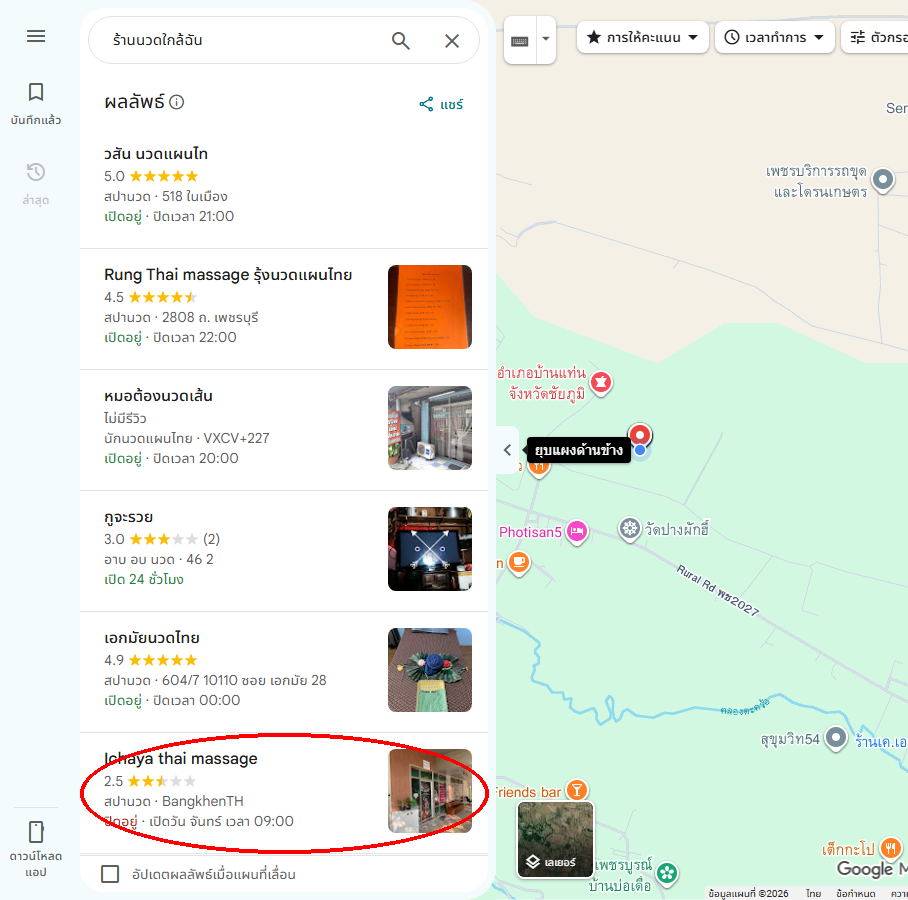 ร้านนวดใกล้ฉัน
บันทึกแล้ว
ล่าสุด
ผลลัพธ์
แชร์
วสัน นวดแผนไท
5.0
สปานวด · 518 ในเมือง
เปิดอยู่ · ปิดเวลา 21:00
Rung Thai massage รุ้งนวดแผนไทย
4.5
สปานวด · 2808 ถ. เพชรบุรี
เปิดอยู่ · ปิดเวลา 22:00
หมอต้องนวดเส้น
ไม่มีรีวิว
นักนวดแผนไทย · VXCV+227
เปิดอยู่ · ปิดเวลา 20:00
กูจะรวย
3.0 (2)
อาบ อบ นวด · 46 2
เปิด 24 ชั่วโมง
เอกมัยนวดไทย
4.9
สปานวด · 604/7 10110 ซอย เอกมัย 28
เปิดอยู่ · ปิดเวลา 00:00
Ichaya thai massage
2.5
สปานวด · BangkhenTH
ปิดอยู่ · เปิดวัน จันทร์ เวลา 09:00
อัปเดตผลลัพธ์เมื่อแผนที่เลื่อน
ดาวน์โหลด
แอป
การให้คะแนน
เวลาทำการ
ตัวกรอ
Ser
เพชรบริการรถขุด
และโดรนเกษตร
อำเภอบ้านแท่น
จังหวัดชัยภูมิ
ยุบแผงด้านข้าง
Photisan5
วัดปางผักฮี้
n
Rural Rd พช2027
คลองตะคร้อ
สุขุมวิท54
ร้านเค.เอ
Friends bar
เลเยอร์
เพชรบูรณ์
บ้านบ่อเดื่อ
เต็กกะโป
Google M
ข้อมูลแผนที่ ©2026
ไทย
ข้อกำหนด
ควา